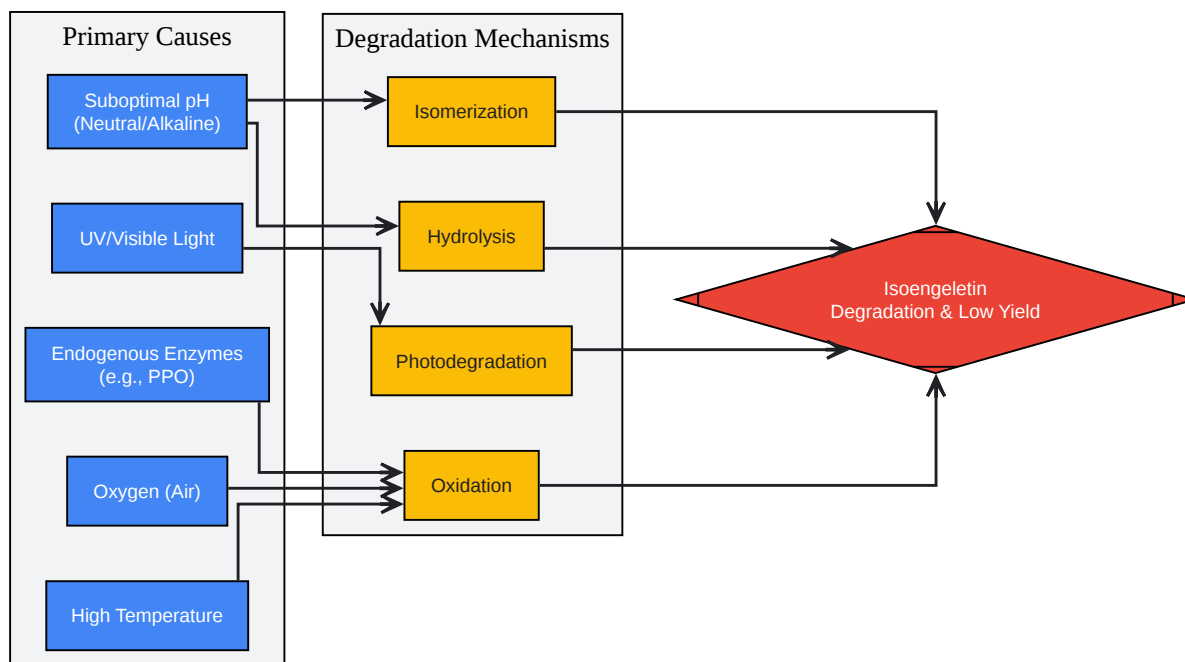 Primary Causes
Suboptimal pH
(Neutral/Alkaline)
UV/Visible Light
Endogenous Enzymes
(e.g., PPO)
Oxygen (Air)
High Temperature
Degradation Mechanisms
Isomerization
Hydrolysis
Photodegradation
Oxidation
Isoengeletin
Degradation & Low Yield